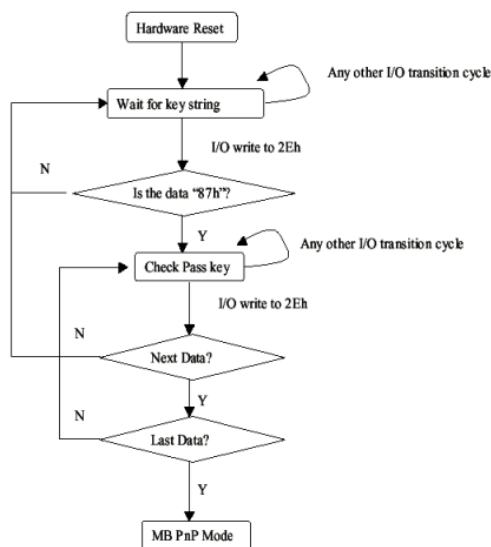 Hardware Reset
Any other I/O transition cycle
Wait for key string
I/O write to 2Eh
N
Is the data “87h”?
Y
Any other I/O transition cycle
Check Pass key
I/O write to 2Eh
N
Next Data?
Y
N
Last Data?
Y
MB PnP Mode